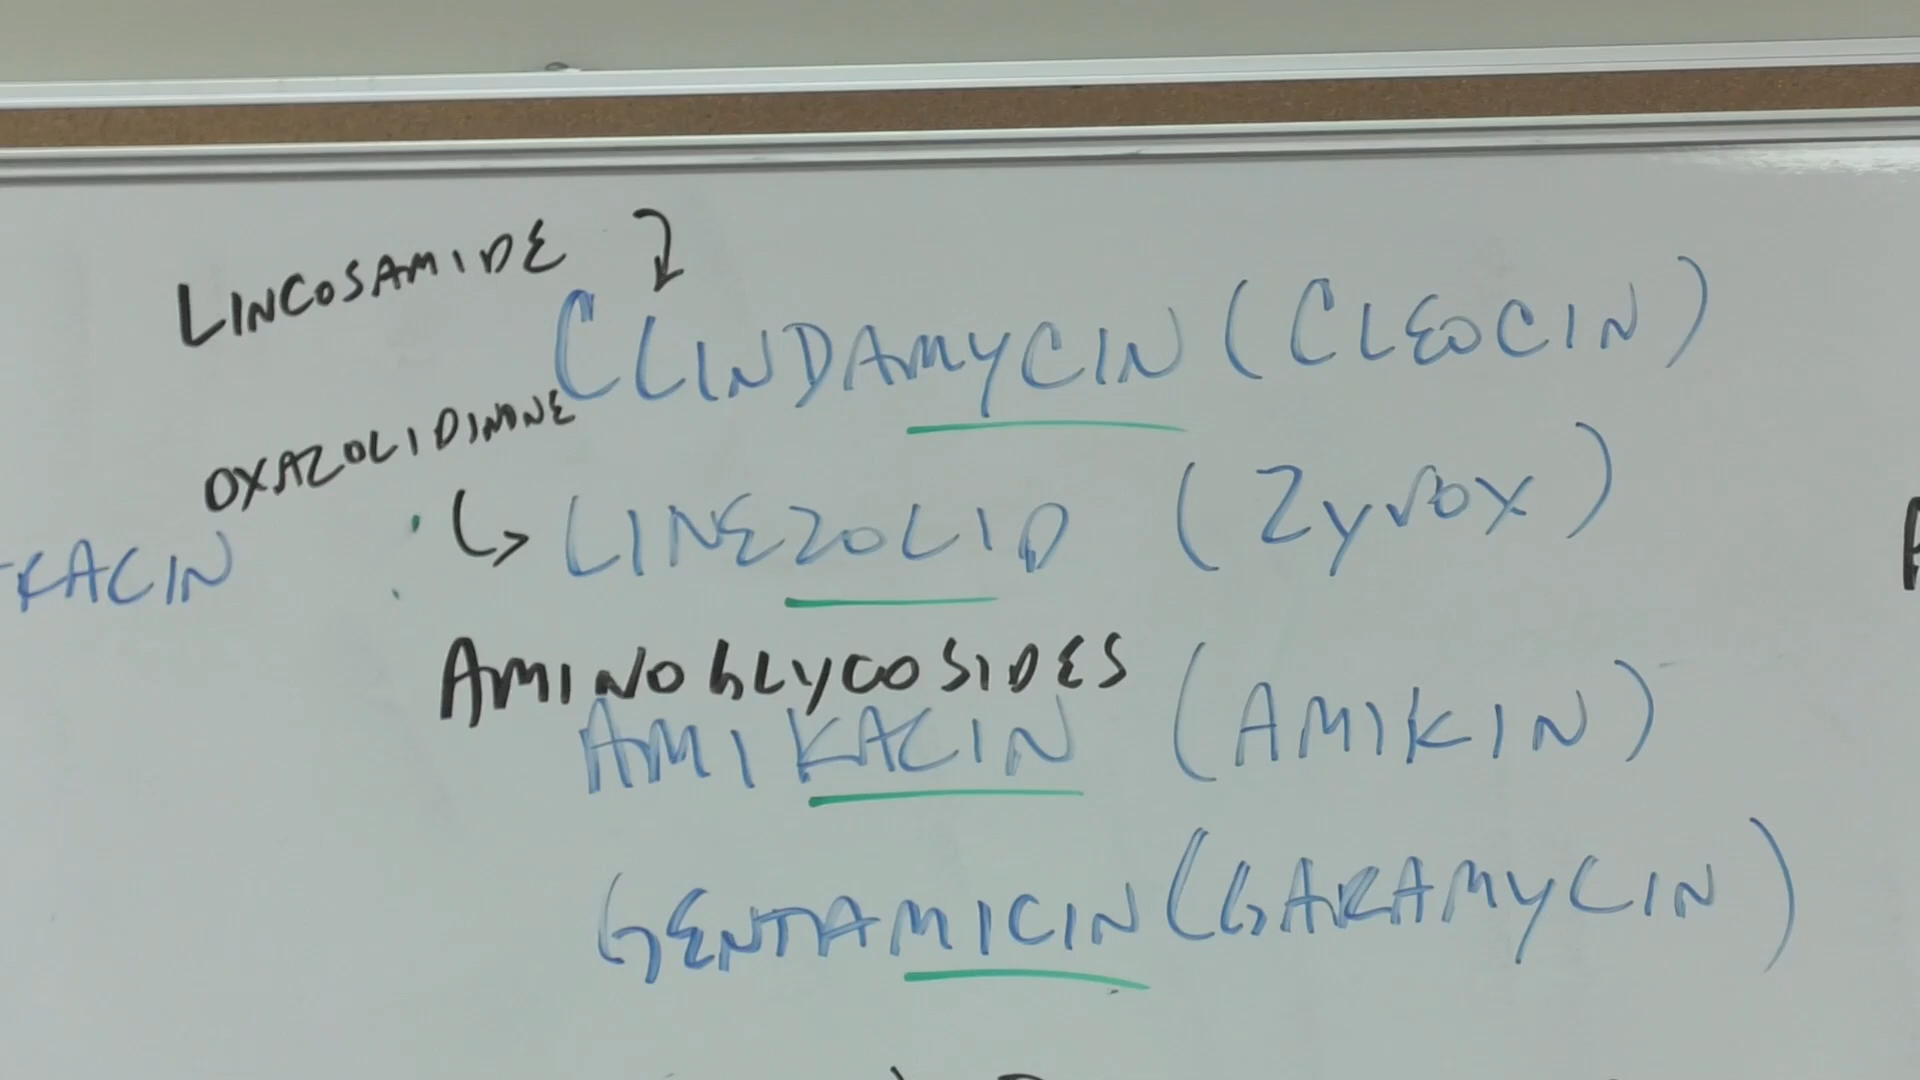 LINCOSAMIDE
CLINDAMYCIN (CLEOCIN)
OXAZOLIDINONE
LINEZOLID (Zyvox)
KACIN
AMINOGLYCOSIDES
AMIKACIN (AMIKIN)
GENTAMICIN (GARAMYCIN)